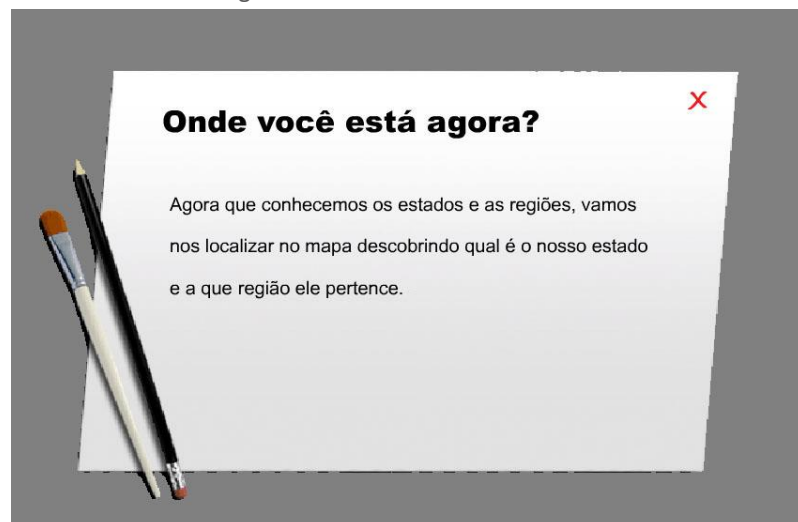 Onde você está agora?
X
Agora que conhecemos os estados e as regiões, vamos
nos localizar no mapa descobrindo qual é o nosso estado
e a que região ele pertence.